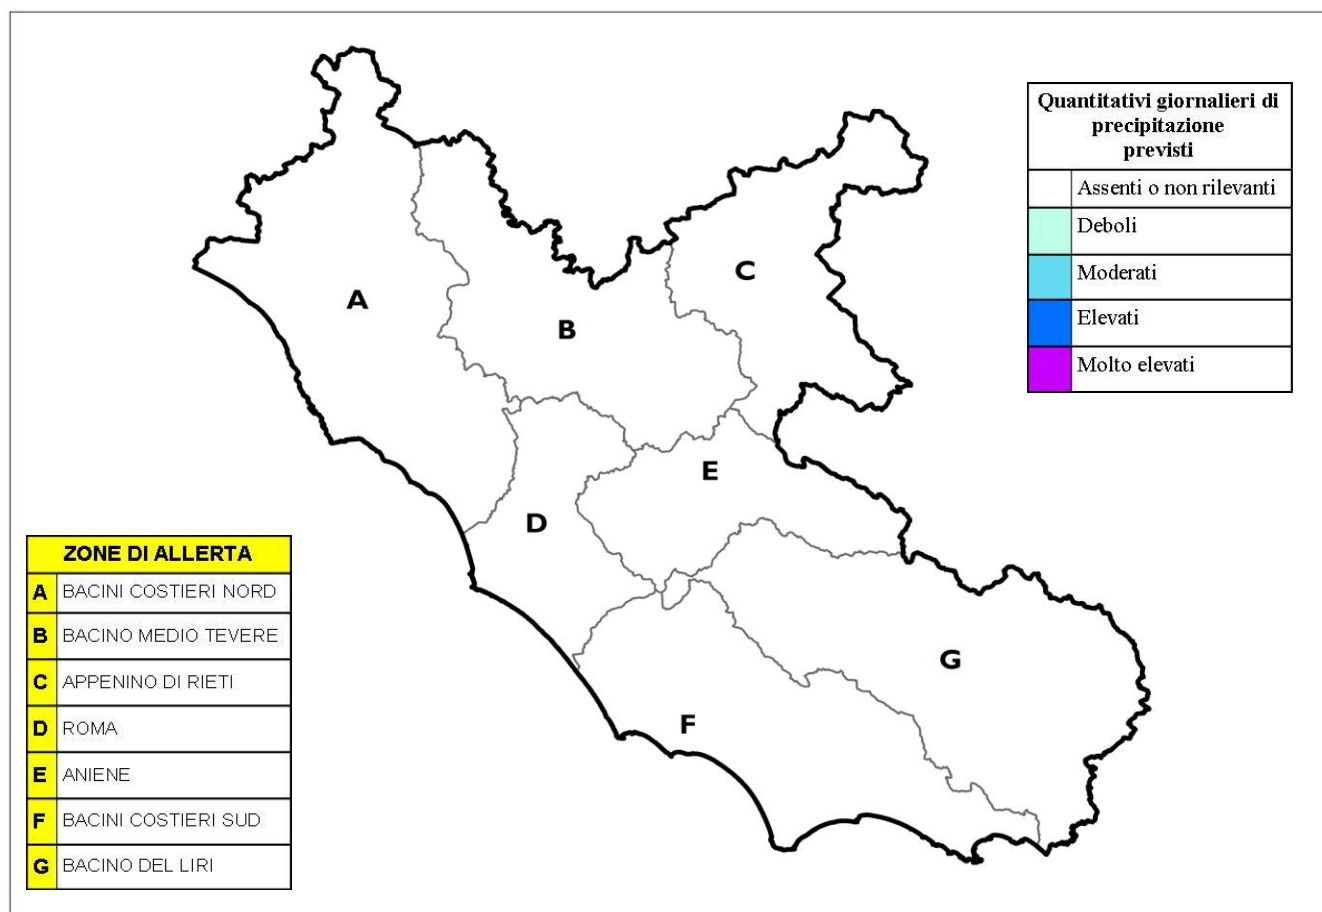 Quantitativi giornalieri di
precipitazione
previsti
Assenti o non rilevanti
Deboli
Moderati
Elevati
Molto elevati
A
B
C
D
E
F
G
ZONE DI ALLERTA
A BACINI COSTIERI NORD
B BACINO MEDIO TEVERE
C APPENINO DI RIETI
D ROMA
E ANIENE
F BACINI COSTIERI SUD
G BACINO DEL LIRI